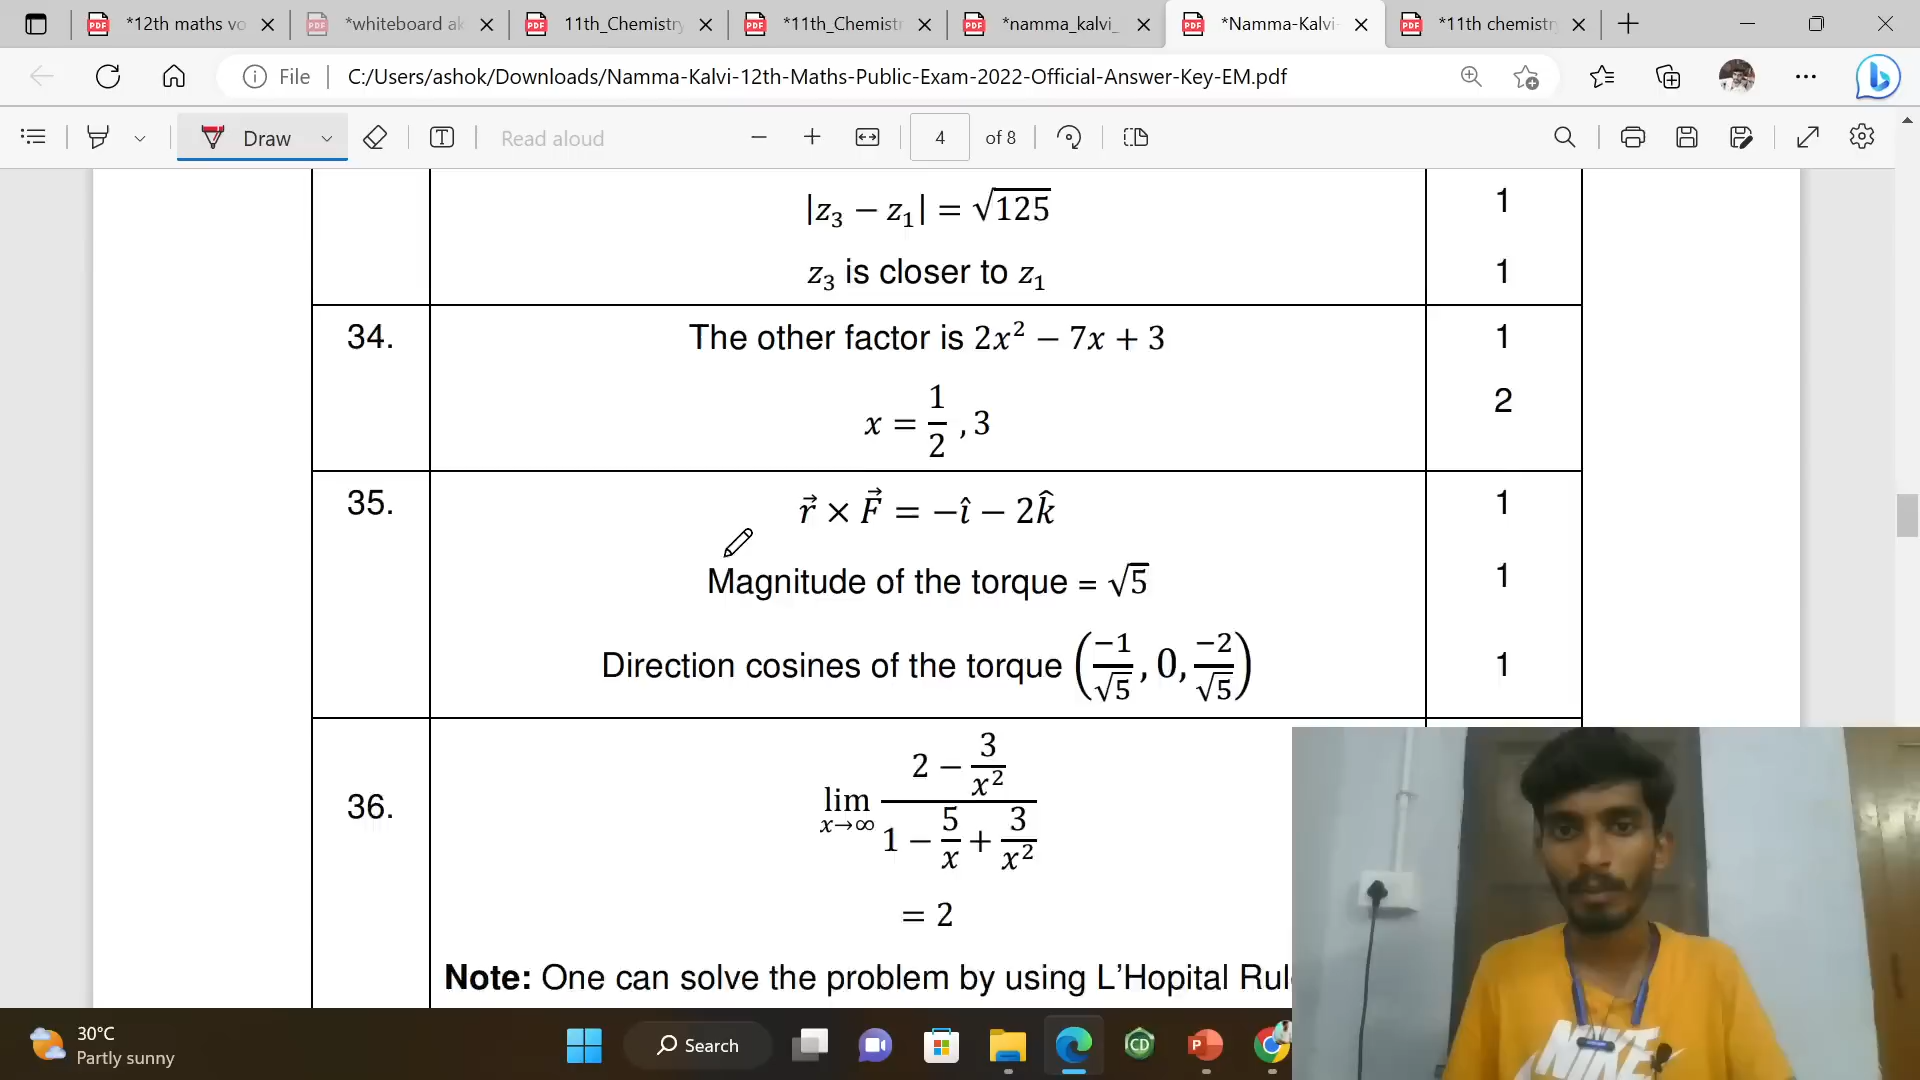 *12th maths vo
*whiteboard ak
11th_Chemistry
*11th_Chemistr
*namma_kalvi_
*Namma-Kalvi-
*11th chemistr
File
C:/Users/ashok/Downloads/Namma-Kalvi-12th-Maths-Public-Exam-2022-Official-Answer-Key-EM.pdf
Draw
Read aloud
4 of 8
|z₃ − z₁| = √125 1
z₃ is closer to z₁ 1
34. The other factor is 2x² − 7x + 3 1
x = 1/2 , 3 2
35. r⃗ × F⃗ = −î − 2k̂ 1
Magnitude of the torque = √5 1
Direction cosines of the torque (−1/√5, 0, −2/√5) 1
36. lim x→∞ (2 − 3/x²)/(1 − 5/x + 3/x²)
= 2
Note: One can solve the problem by using L’Hopital Rul
30°C
Partly sunny
Search
CD
P
NIKE